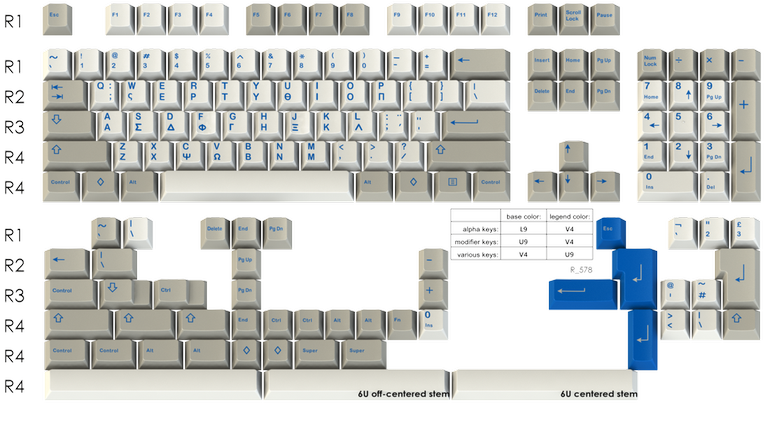 R1 Esc F1 F2 F3 F4 F5 F6 F7 F8 F9 F10 F11 F12 Print Scroll Lock Pause
R1 ~ ` ! 1 @ 2 # 3 $ 4 % 5 ^ 6 & 7 * 8 ( 9 ) 0 _ - + = ← Insert Home Pg Up Num Lock ÷ × -
R2 Q : ; W Σ E Ε R Ρ T Τ Y Υ U Θ I Ι O Ο P Π { [ } ] | \ Delete End Pg Dn 7 Home 8 ↑ 9 Pg Up +
R3 A Α S Σ D Δ F Φ G Γ H Η J Ξ K Κ L Λ : ; " ' 4 ← 5 6 →
R4 Z Ζ X Χ C Ψ V Ω B Β N Ν M Μ < , > . ? / ↑ 1 End 2 ↓ 3 Pg Dn
R4 Control Alt Alt Control ← ↓ → 0 Ins . Del
R1 ~ ` | \ Delete End Pg Dn Esc ¬ ` " 2 £ 3
base color: legend color:
alpha keys: L9 V4
modifier keys: U9 V4
various keys: V4 U9
R_578
R2 ← | \ Pg Up -
R3 Control Ctrl Pg Dn + @ ' ~ #
R4 End Ctrl Ctrl Alt Alt Fn 0 Ins > < | \
R4 Control Control Alt Alt Super Super
R4 6U off-centered stem 6U centered stem